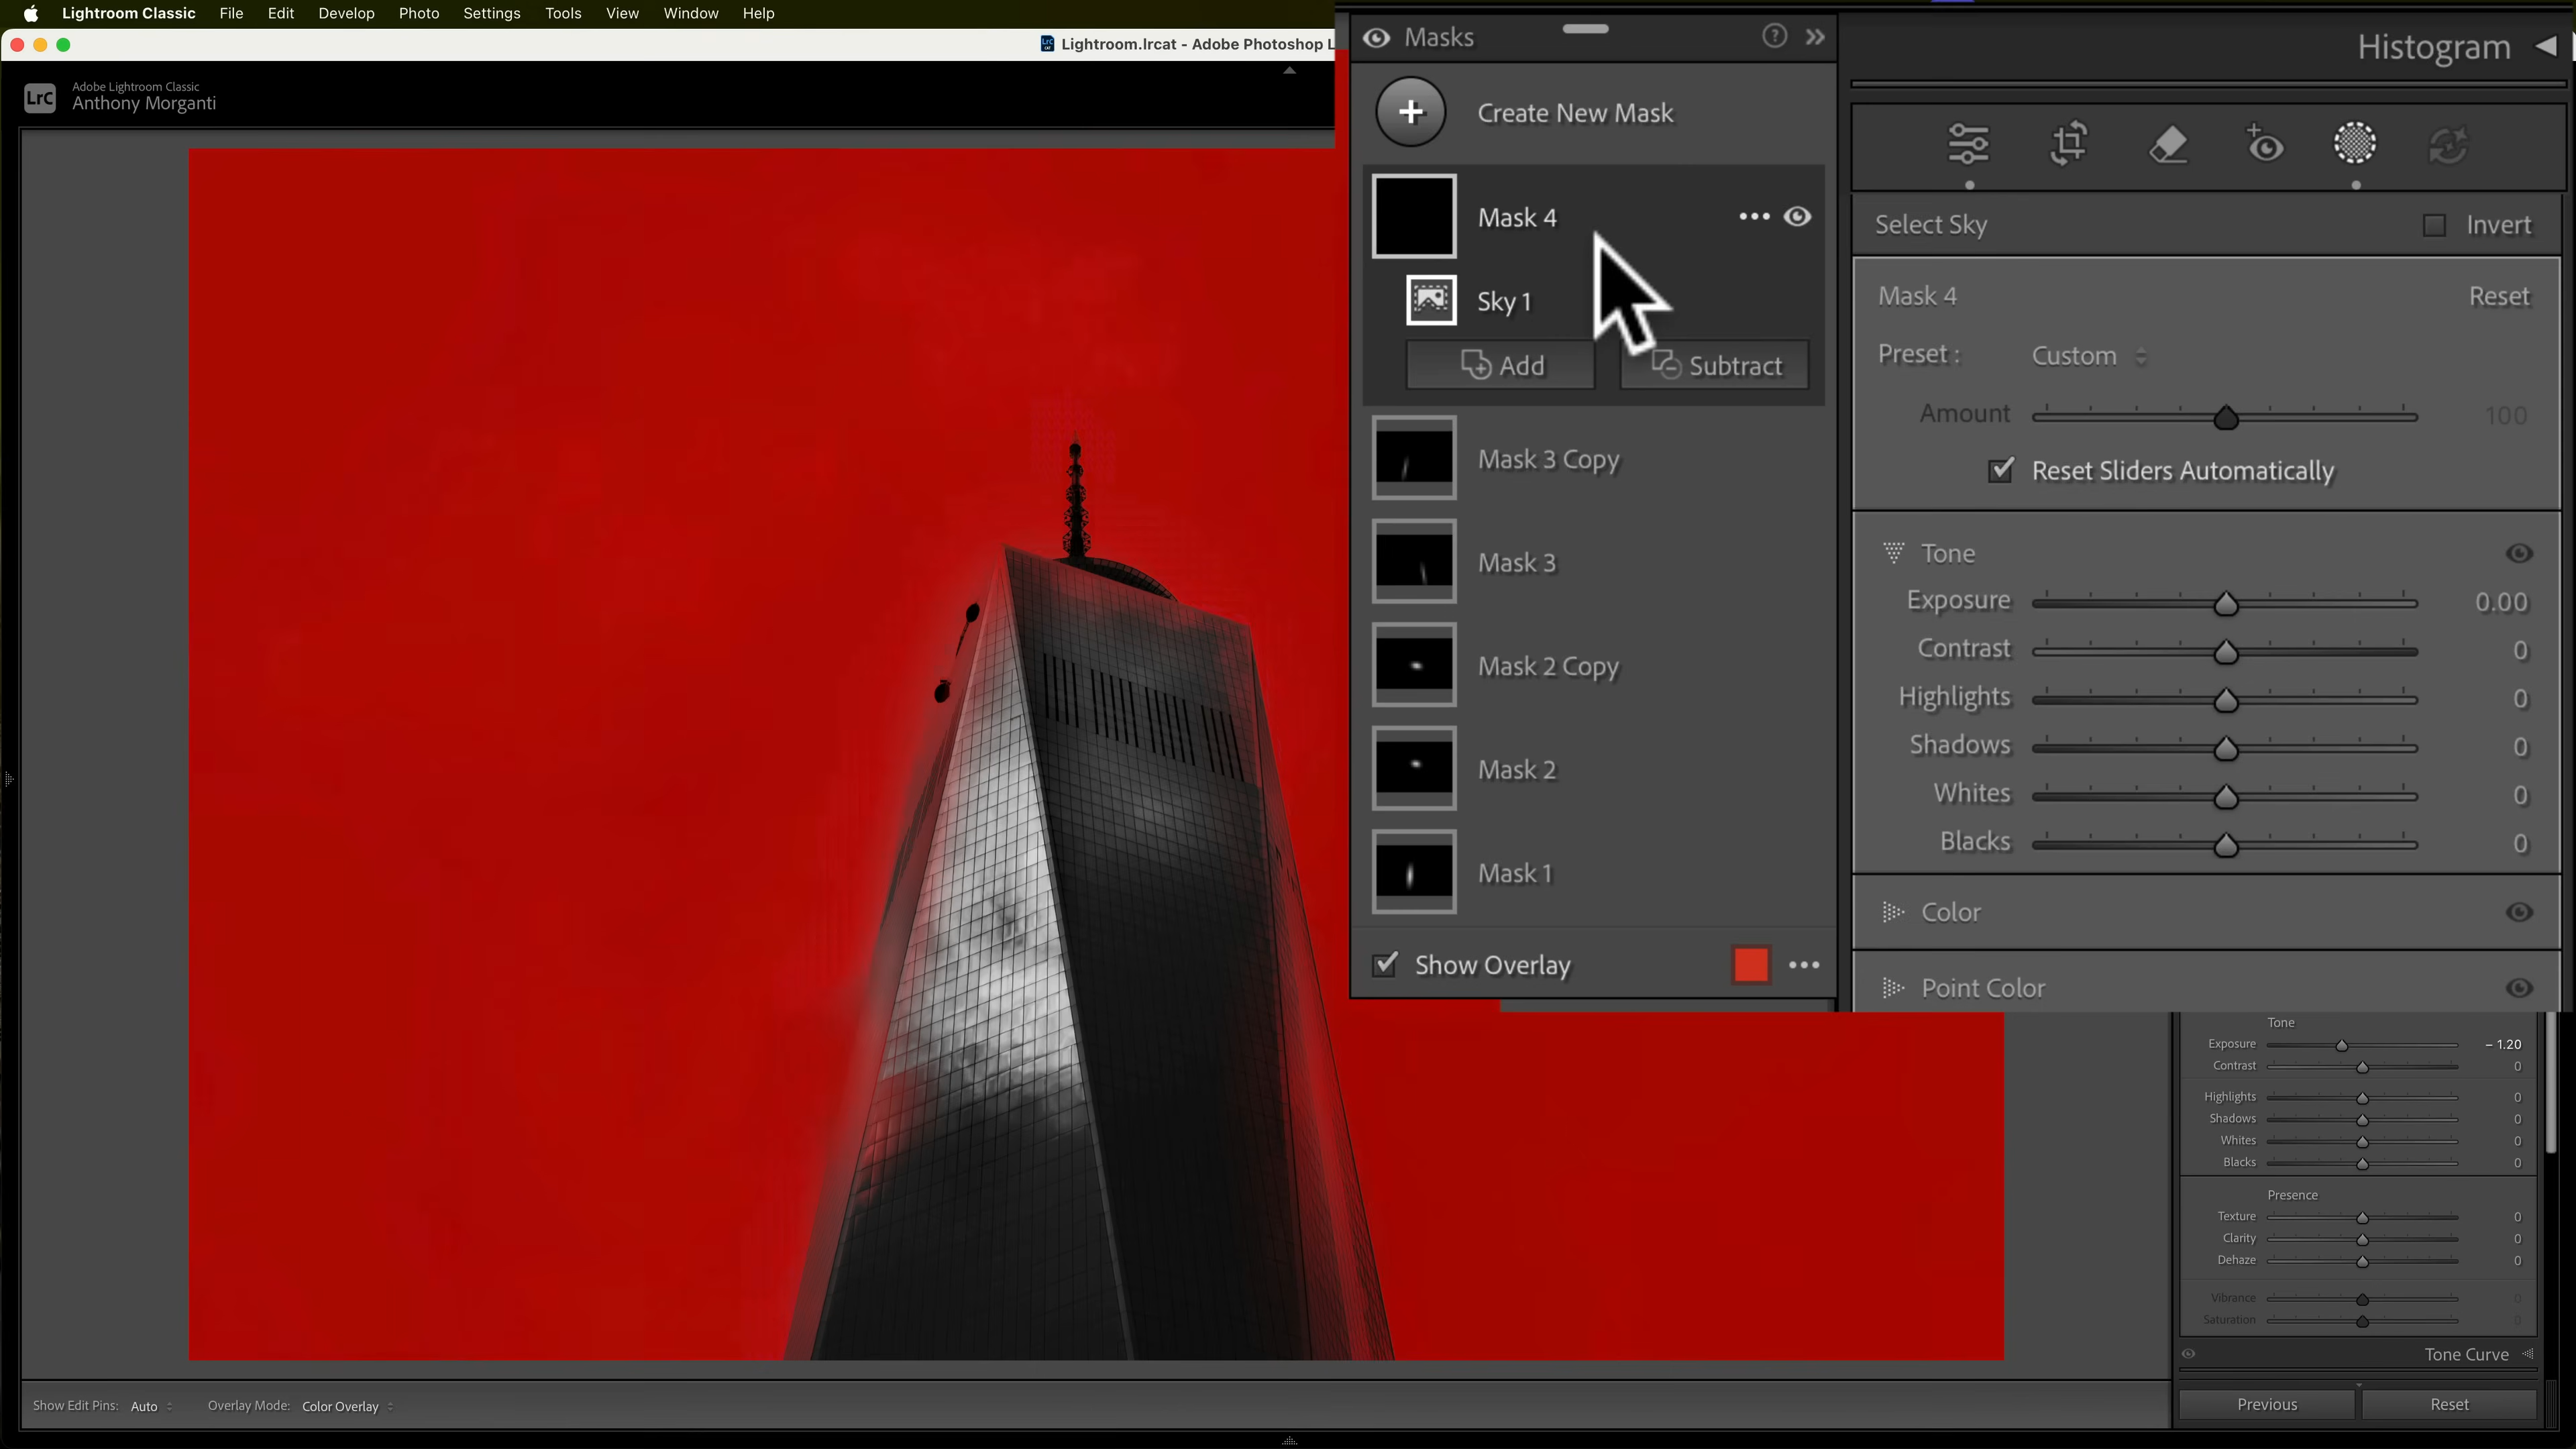 Lightroom Classic File Edit Develop Photo Settings Tools View Window Help
Lightroom.lrcat - Adobe Photoshop L
LrC
Adobe Lightroom Classic
Anthony Morganti
Masks
Create New Mask
Mask 4
Sky 1
Add Subtract
Mask 3 Copy
Mask 3
Mask 2 Copy
Mask 2
Mask 1
Show Overlay
Histogram
Select Sky Invert
Mask 4 Reset
Preset : Custom
Amount 100
Reset Sliders Automatically
Tone
Exposure 0.00
Contrast 0
Highlights 0
Shadows 0
Whites 0
Blacks 0
Color
Point Color
Tone
Exposure – 1.20
Contrast 0
Highlights 0
Shadows 0
Whites 0
Blacks 0
Presence
Texture 0
Clarity 0
Dehaze 0
Vibrance 0
Saturation 0
Tone Curve
Show Edit Pins: Auto Overlay Mode: Color Overlay
Previous Reset